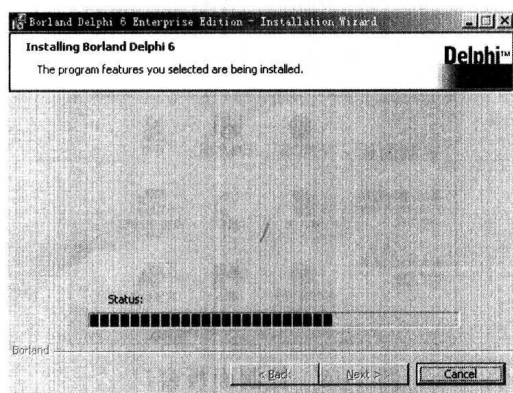 Borland Delphi 6 Enterprise Edition - Installation Wizard
Installing Borland Delphi 6
The program features you selected are being installed.
Delphi™
Status:
Borland
< Back
Next >
Cancel